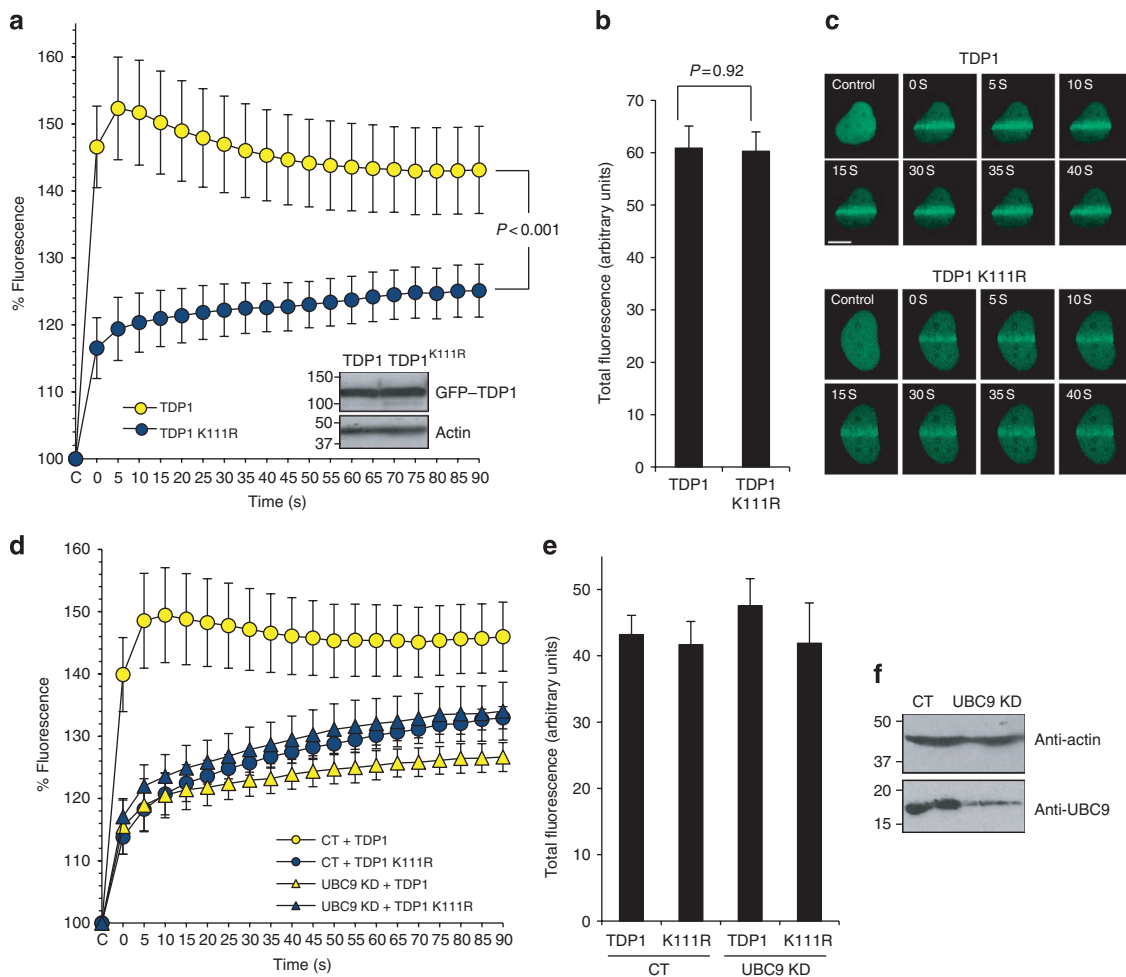 a
160
150
140
130
120
110
100
% Fluorescence
P < 0.001
TDP1 TDP1K111R
150
100
GFP–TDP1
50
37
Actin
TDP1
TDP1 K111R
C 0 5 10 15 20 25 30 35 40 45 50 55 60 65 70 75 80 85 90
Time (s)
b
P = 0.92
70
60
50
40
30
20
10
0
Total fluorescence (arbitrary units)
TDP1
TDP1 K111R
c
TDP1
Control 0 S 5 S 10 S
15 S 30 S 35 S 40 S
TDP1 K111R
Control 0 S 5 S 10 S
15 S 30 S 35 S 40 S
d
160
150
140
130
120
110
100
% Fluorescence
CT + TDP1
CT + TDP1 K111R
UBC9 KD + TDP1
UBC9 KD + TDP1 K111R
C 0 5 10 15 20 25 30 35 40 45 50 55 60 65 70 75 80 85 90
Time (s)
e
50
40
30
20
10
0
Total fluorescence (arbitrary units)
TDP1 K111R TDP1 K111R
CT UBC9 KD
f
CT UBC9 KD
50
37
Anti-actin
20
15
Anti-UBC9